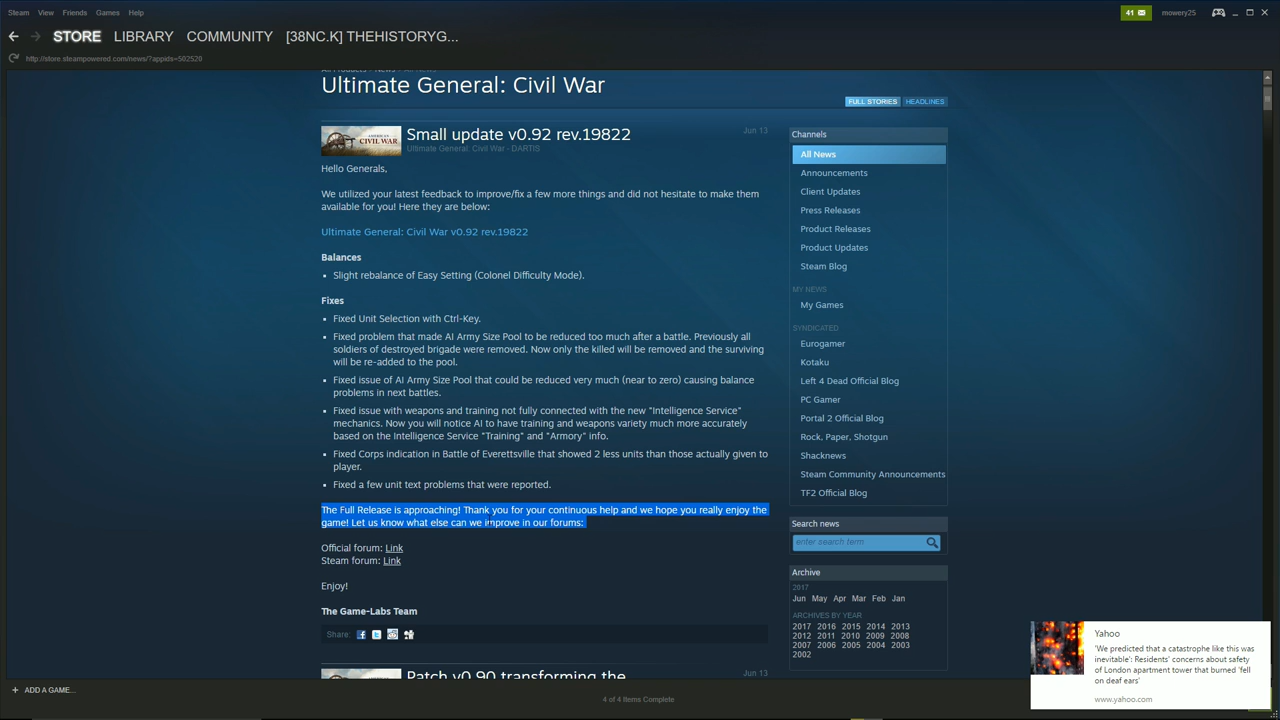 Steam View Friends Games Help
41 mowery25
STORE LIBRARY COMMUNITY [38NC.K] THEHISTORYG...
http://store.steampowered.com/news/?appids=502520
Ultimate General: Civil War
FULL STORIES HEADLINES
CIVIL WAR
Small update v0.92 rev.19822
Jun 13
Ultimate General: Civil War - DARTIS
Hello Generals,
We utilized your latest feedback to improve/fix a few more things and did not hesitate to make them
available for you! Here they are below:
Ultimate General: Civil War v0.92 rev.19822
Balances
Slight rebalance of Easy Setting (Colonel Difficulty Mode).
Fixes
Fixed Unit Selection with Ctrl-Key.
Fixed problem that made AI Army Size Pool to be reduced too much after a battle. Previously all
soldiers of destroyed brigade were removed. Now only the killed will be removed and the surviving
will be re-added to the pool.
Fixed issue of AI Army Size Pool that could be reduced very much (near to zero) causing balance
problems in next battles.
Fixed issue with weapons and training not fully connected with the new "Intelligence Service"
mechanics. Now you will notice AI to have training and weapons variety much more accurately
based on the Intelligence Service "Training" and "Armory" info.
Fixed Corps indication in Battle of Everettsville that showed 2 less units than those actually given to
player.
Fixed a few unit text problems that were reported.
The Full Release is approaching! Thank you for your continuous help and we hope you really enjoy the
game! Let us know what else can we improve in our forums:
Official forum: Link
Steam forum: Link
Enjoy!
The Game-Labs Team
Share:
Patch v0.90 transforming the
Jun 13
Channels
All News
Announcements
Client Updates
Press Releases
Product Releases
Product Updates
Steam Blog
MY NEWS
My Games
SYNDICATED
Eurogamer
Kotaku
Left 4 Dead Official Blog
PC Gamer
Portal 2 Official Blog
Rock, Paper, Shotgun
Shacknews
Steam Community Announcements
TF2 Official Blog
Search news
enter search term
Archive
2017
Jun May Apr Mar Feb Jan
ARCHIVES BY YEAR
2017 2016 2015 2014 2013
2012 2011 2010 2009 2008
2007 2006 2005 2004 2003
2002
Yahoo
'We predicted that a catastrophe like this was
inevitable': Residents' concerns about safety
of London apartment tower that burned 'fell
on deaf ears'
www.yahoo.com
+ ADD A GAME...
4 of 4 Items Complete